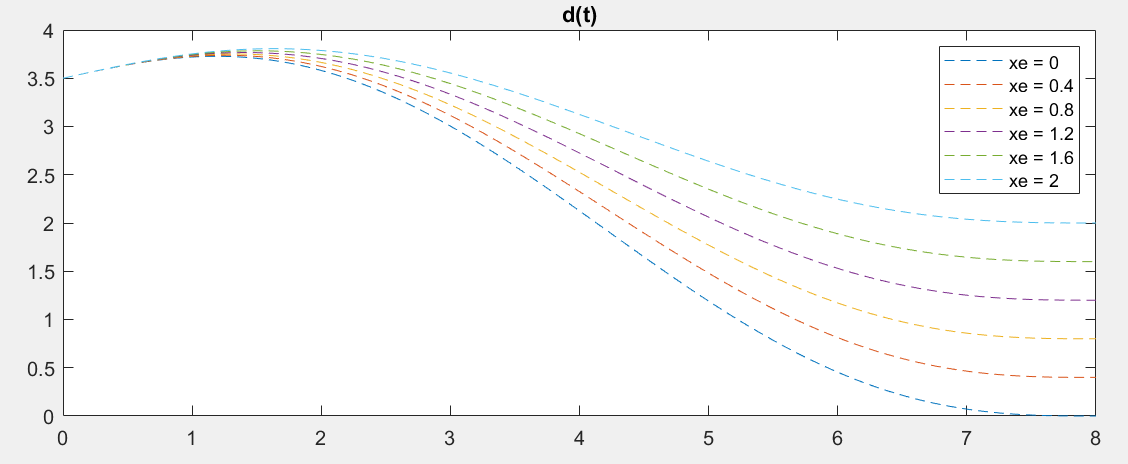 d(t)
4
3.5
3
2.5
2
1.5
1
0.5
0
0 1 2 3 4 5 6 7 8
xe = 0
xe = 0.4
xe = 0.8
xe = 1.2
xe = 1.6
xe = 2